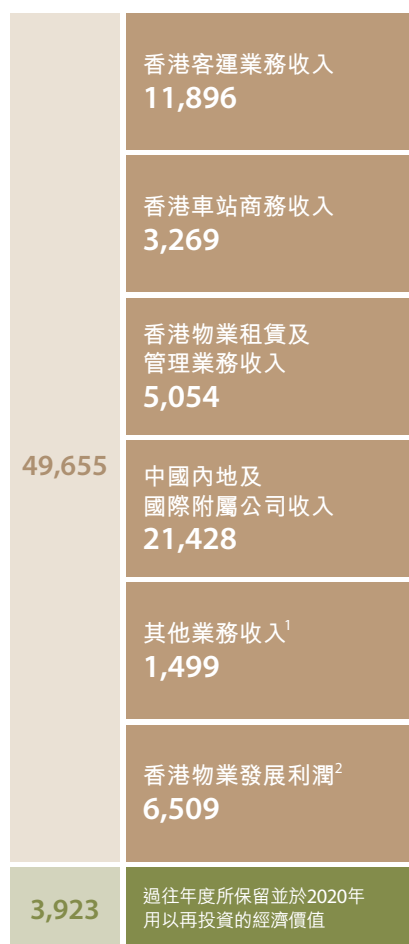 香港客運業務收入
11,896
香港車站商務收入
3,269
香港物業租賃及
管理業務收入
5,054
49,655
中國內地及
國際附屬公司收入
21,428
其他業務收入1
1,499
香港物業發展利潤2
6,509
3,923
過往年度所保留並於2020年
用以再投資的經濟價值